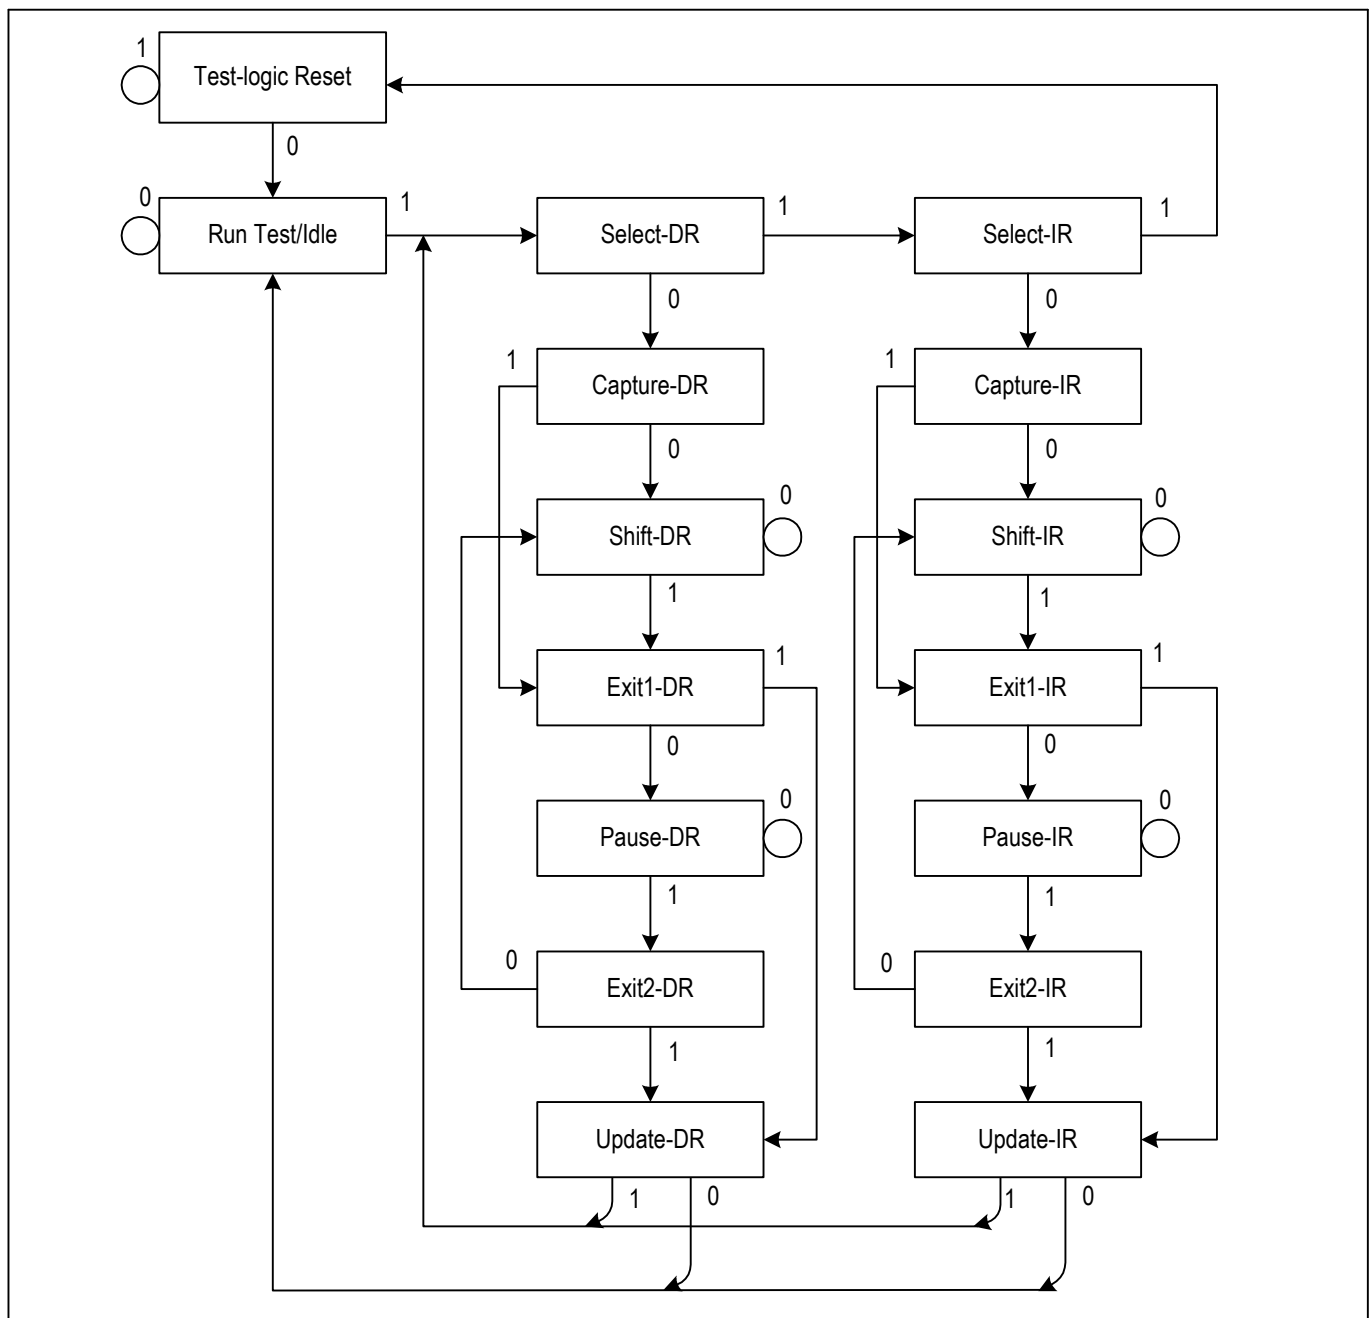 1
Test-logic Reset
0
0
Run Test/Idle
1
Select-DR
1
Select-IR
1
0
0
1
Capture-DR
1
Capture-IR
0
0
Shift-DR
0
Shift-IR
0
1
1
Exit1-DR
1
Exit1-IR
1
0
0
Pause-DR
0
Pause-IR
0
1
1
0
Exit2-DR
0
Exit2-IR
1
1
Update-DR
Update-IR
1
0
1
0